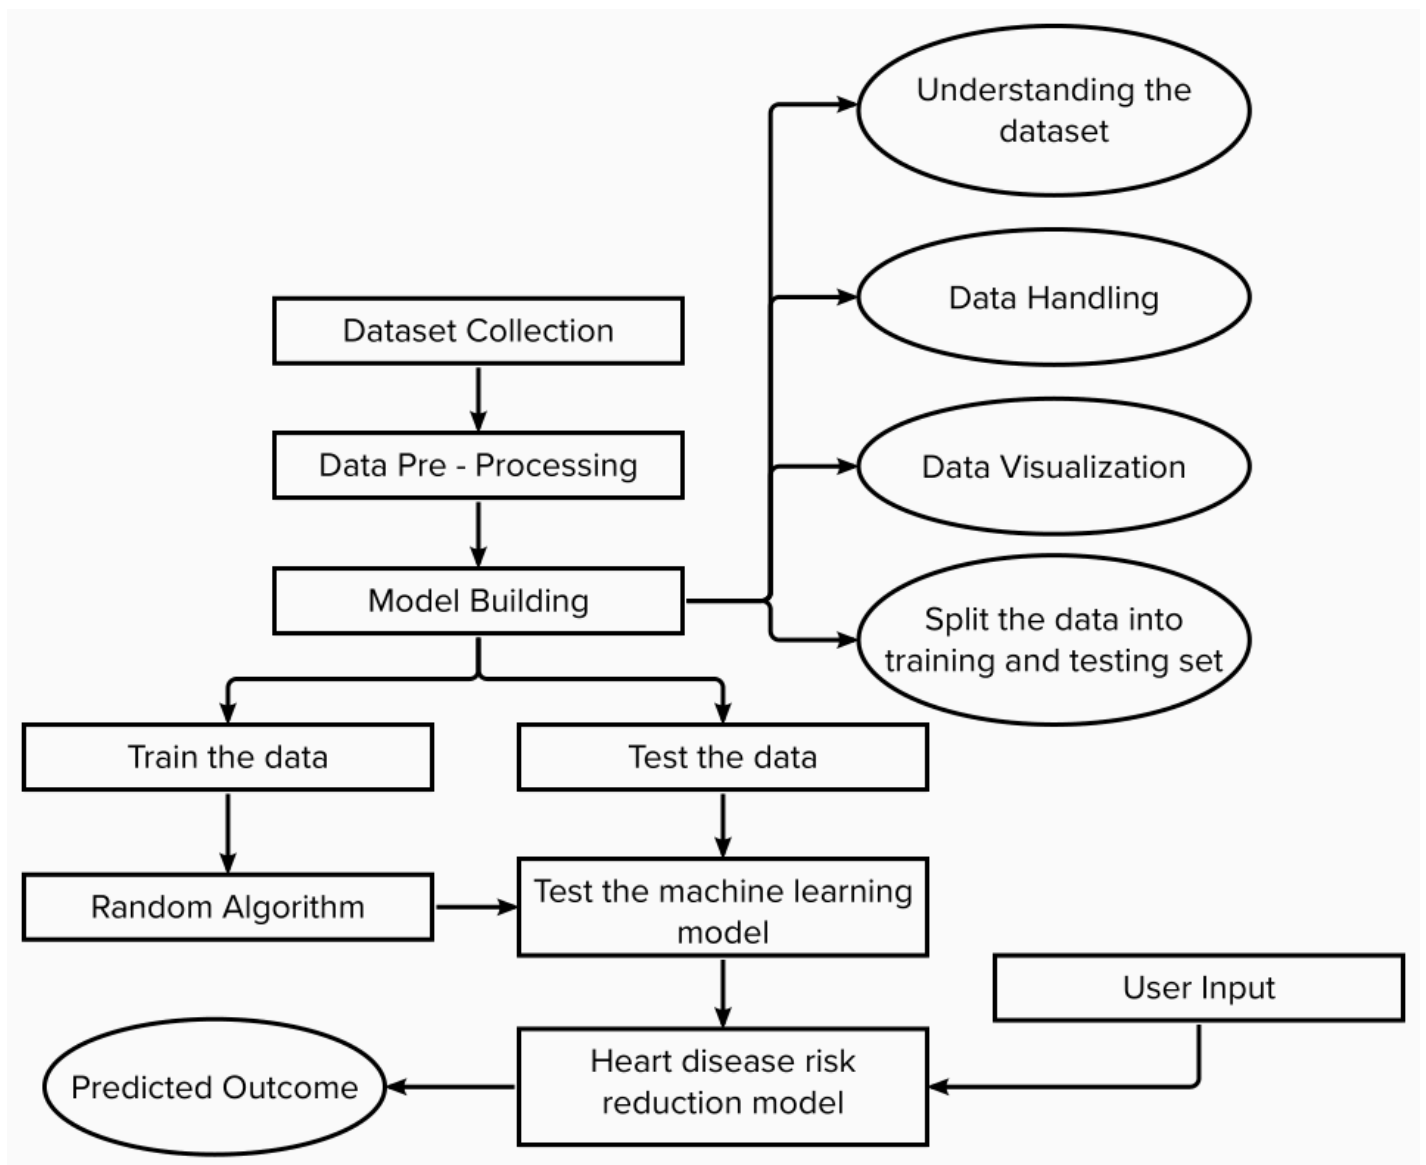 Understanding the
dataset
Data Handling
Dataset Collection
Data Pre - Processing
Data Visualization
Model Building
Split the data into
training and testing set
Train the data
Test the data
Random Algorithm
Test the machine learning
model
User Input
Heart disease risk
reduction model
Predicted Outcome